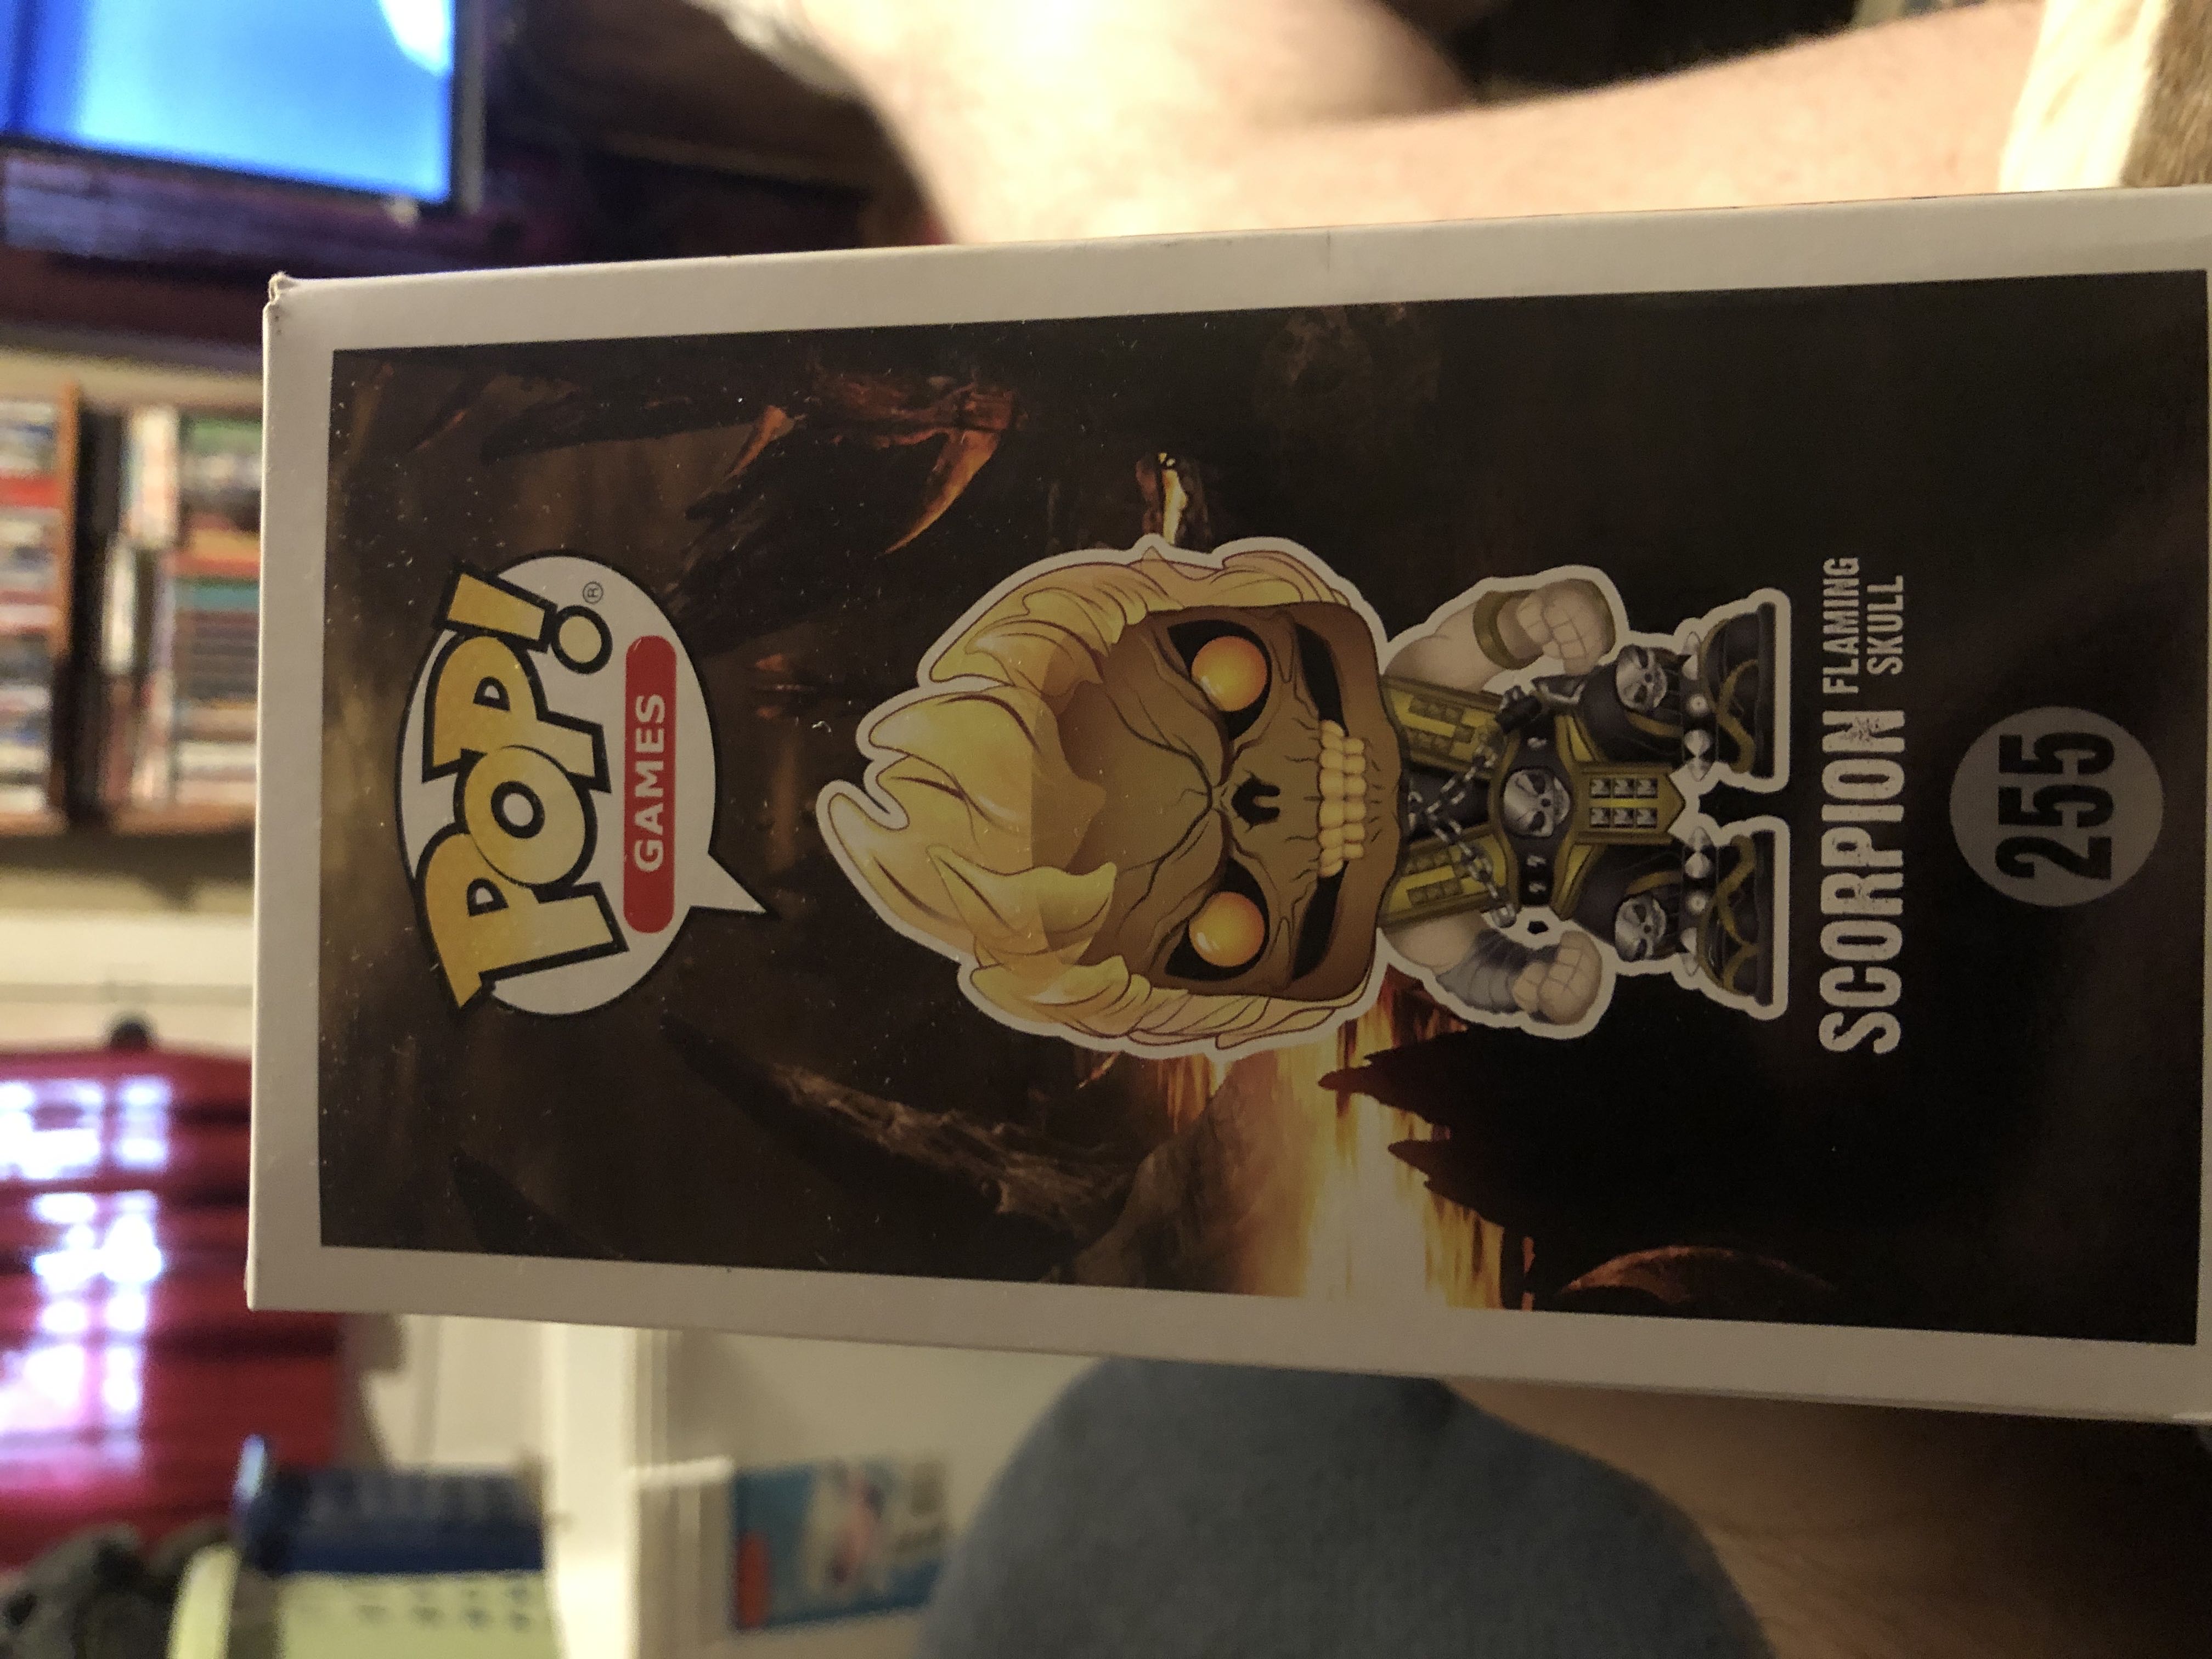 POP!®
GAMES
SCORPION FLAMING
SKULL
255